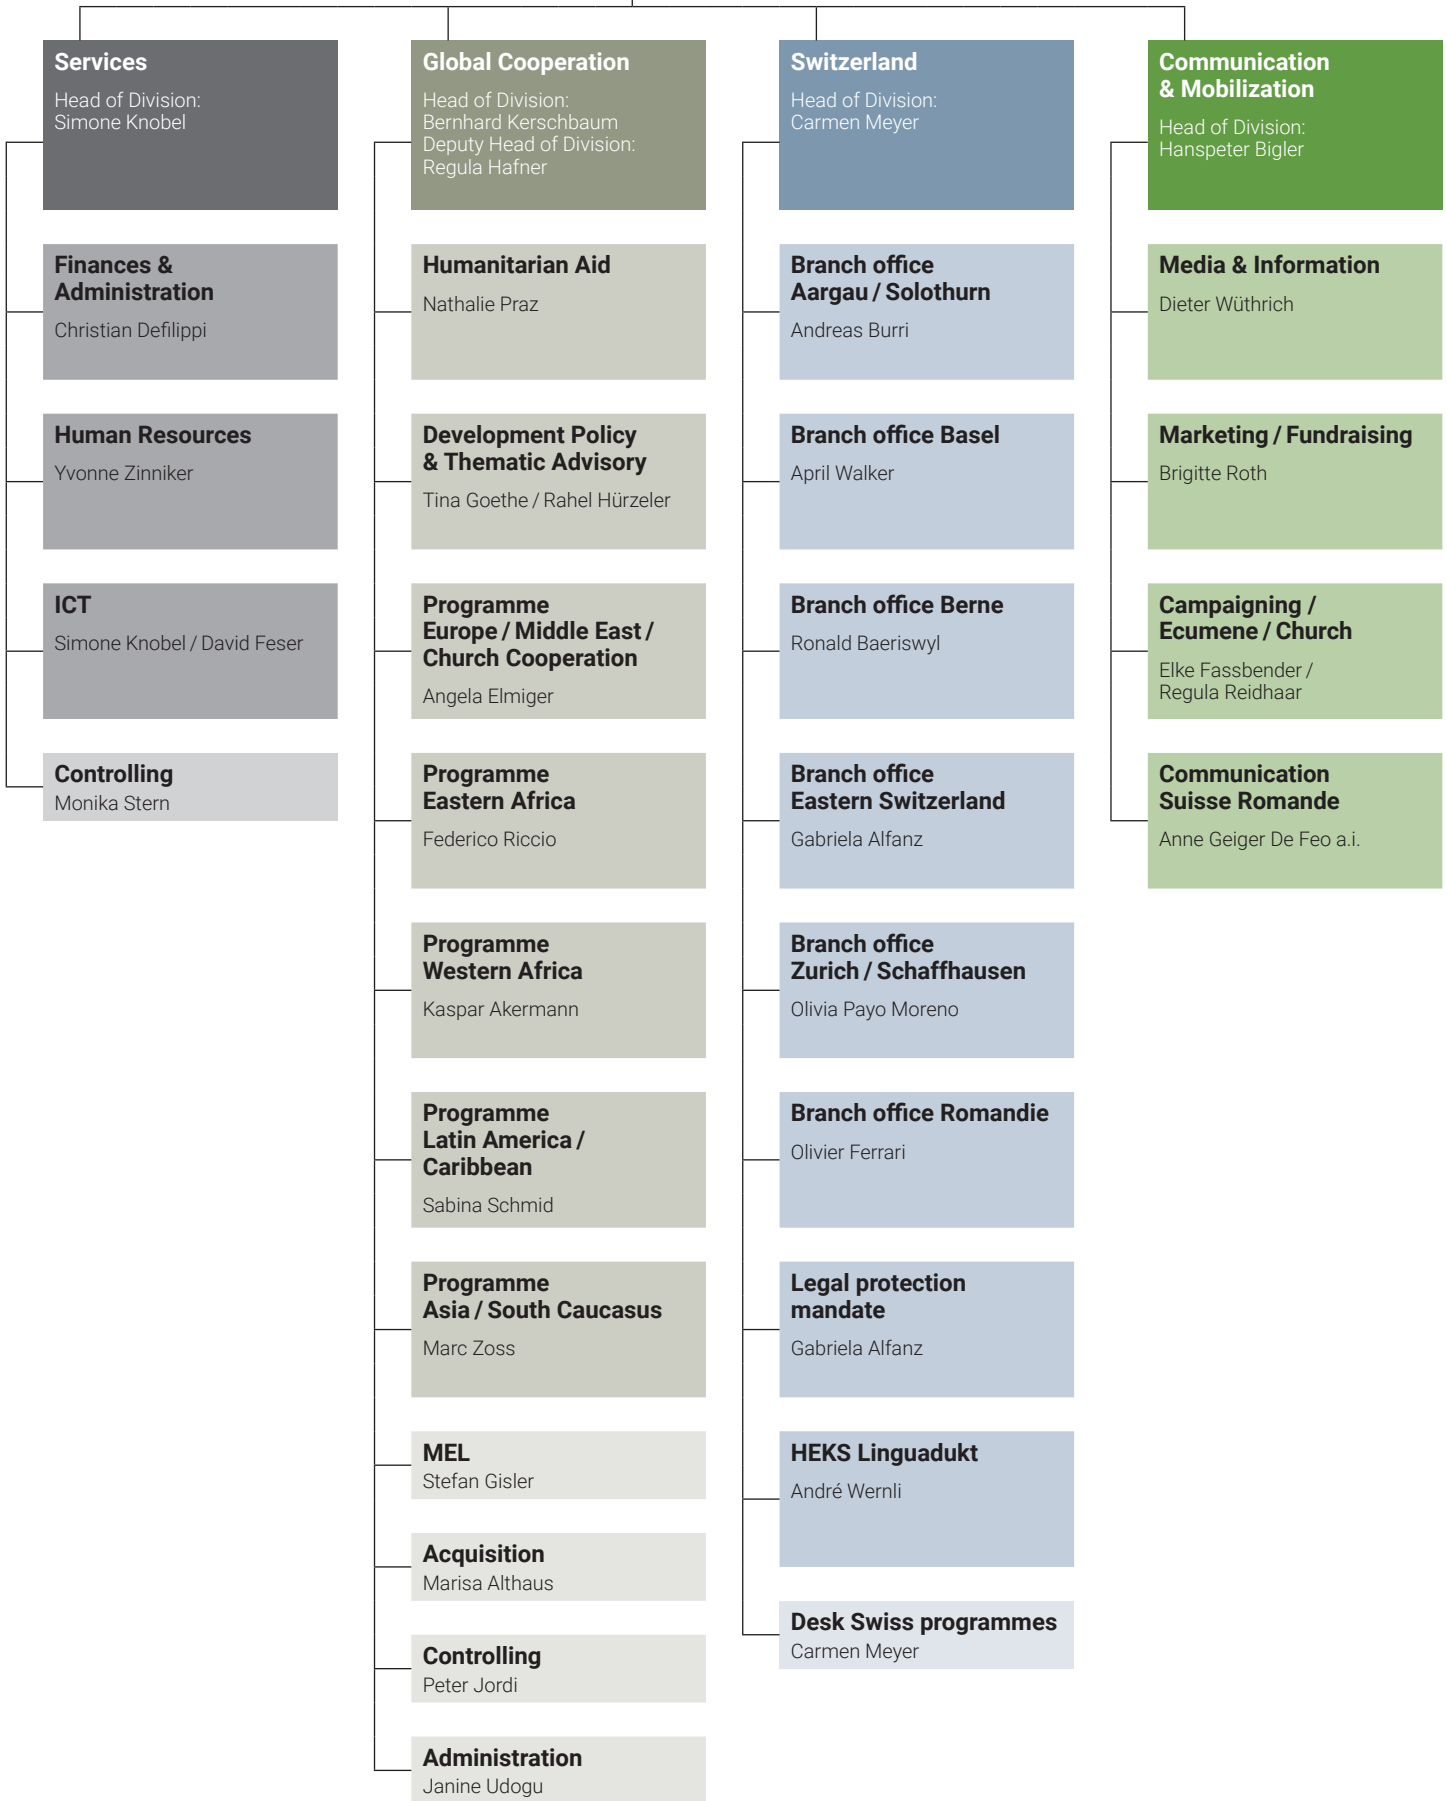 Services
Head of Division:
Simone Knobel
Finances &
Administration
Christian Defilippi
Human Resources
Yvonne Zinniker
ICT
Simone Knobel / David Feser
Controlling
Monika Stern
Global Cooperation
Head of Division:
Bernhard Kerschbaum
Deputy Head of Division:
Regula Hafner
Humanitarian Aid
Nathalie Praz
Development Policy
& Thematic Advisory
Tina Goethe / Rahel Hürzeler
Programme
Europe / Middle East /
Church Cooperation
Angela Elmiger
Programme
Eastern Africa
Federico Riccio
Programme
Western Africa
Kaspar Akermann
Programme
Latin America /
Caribbean
Sabina Schmid
Programme
Asia / South Caucasus
Marc Zoss
MEL
Stefan Gisler
Acquisition
Marisa Althaus
Controlling
Peter Jordi
Administration
Janine Udogu
Switzerland
Head of Division:
Carmen Meyer
Branch office
Aargau / Solothurn
Andreas Burri
Branch office Basel
April Walker
Branch office Berne
Ronald Baeriswyl
Branch office
Eastern Switzerland
Gabriela Alfanz
Branch office
Zurich / Schaffhausen
Olivia Payo Moreno
Branch office Romandie
Olivier Ferrari
Legal protection
mandate
Gabriela Alfanz
HEKS Linguadukt
André Wernli
Desk Swiss programmes
Carmen Meyer
Communication
& Mobilization
Head of Division:
Hanspeter Bigler
Media & Information
Dieter Wüthrich
Marketing / Fundraising
Brigitte Roth
Campaigning /
Ecumene / Church
Elke Fassbender /
Regula Reidhaar
Communication
Suisse Romande
Anne Geiger De Feo a.i.